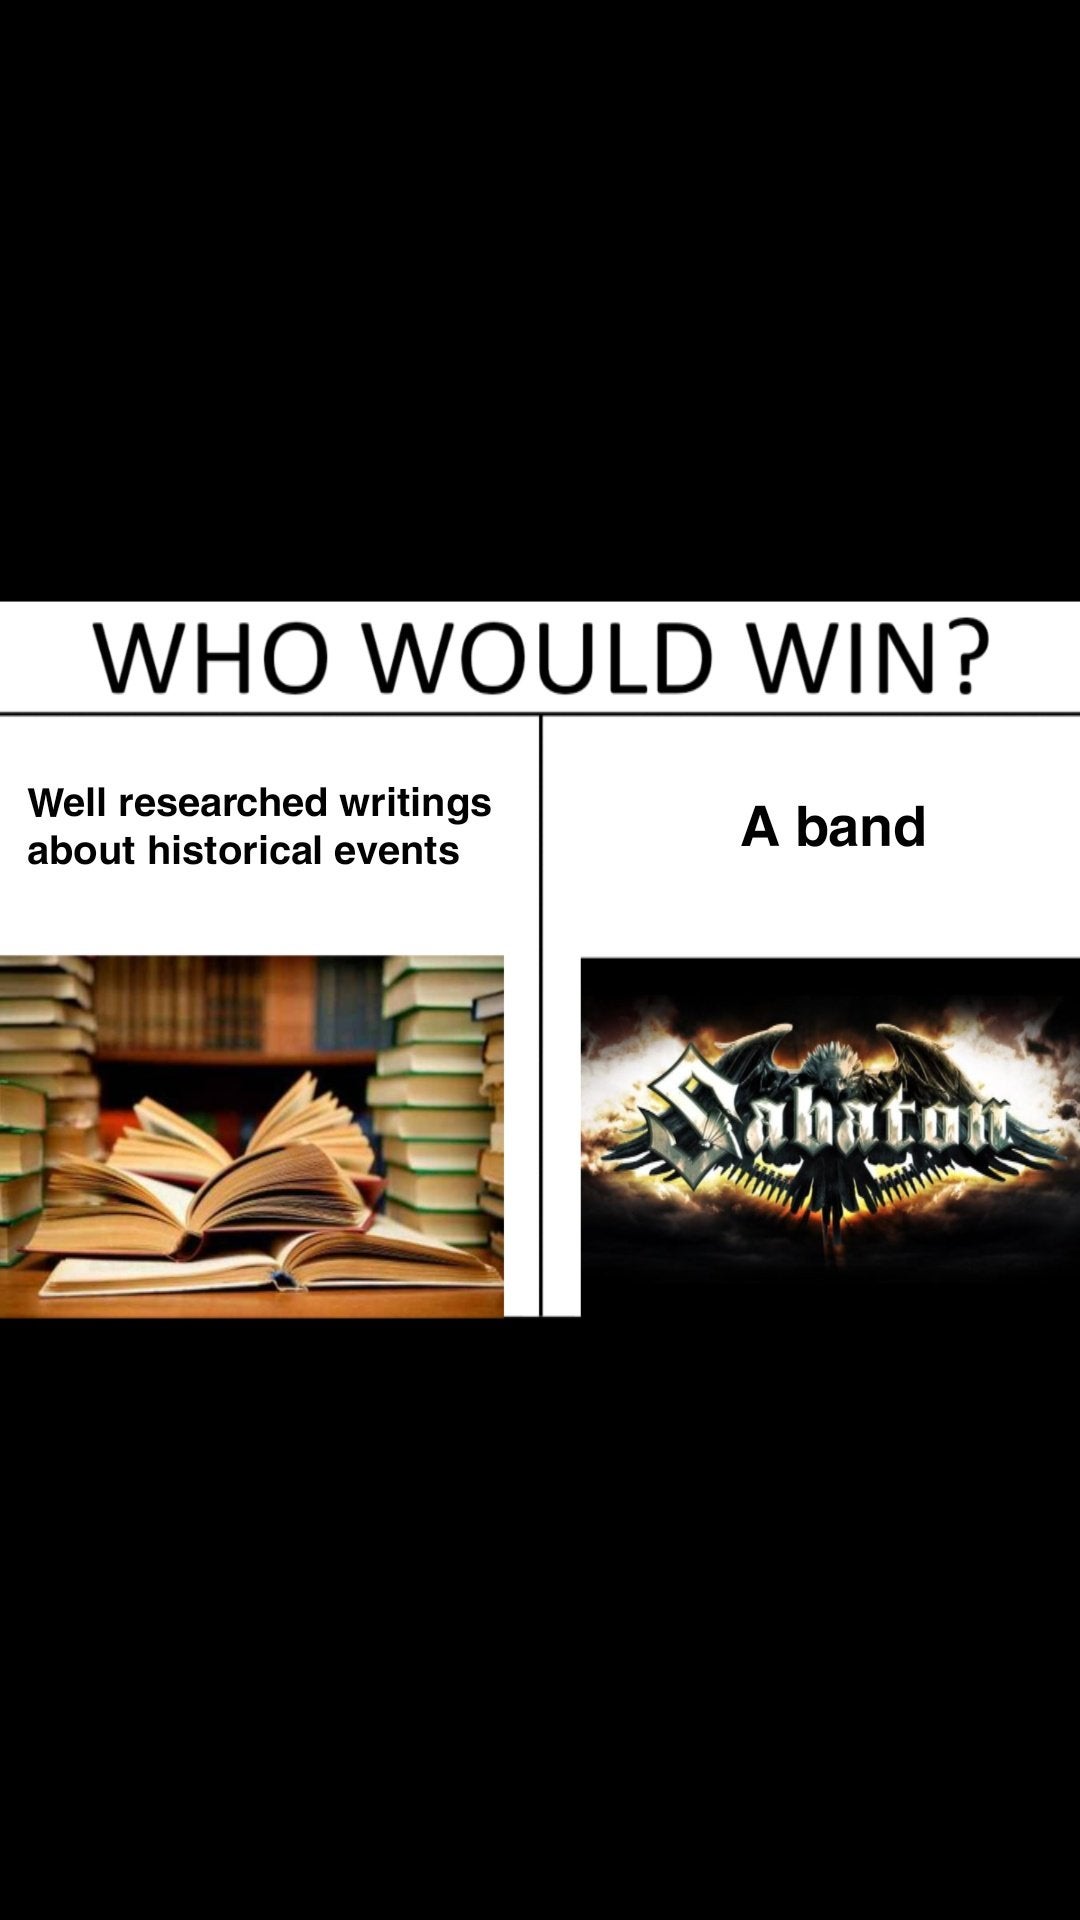 WHO WOULD WIN?
Well researched writings
about historical events
A band
Sabaton